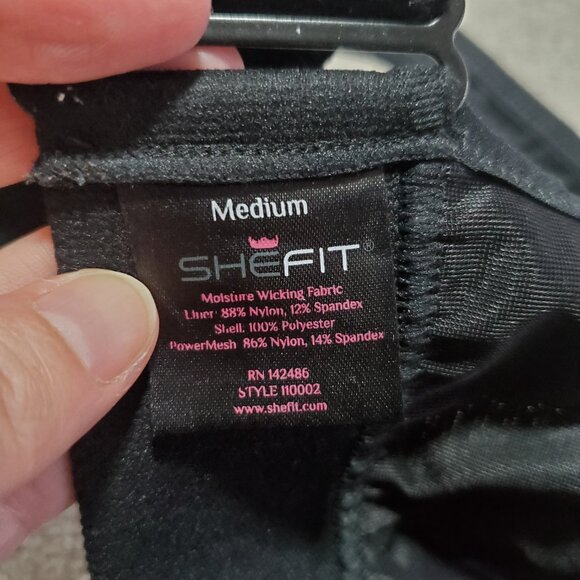 Medium
SHEFIT®
Moisture Wicking Fabric
Liner: 88% Nylon, 12% Spandex
Shell: 100% Polyester
PowerMesh 86% Nylon, 14% Spandex
RN 142486
STYLE 110002
www.shefit.com